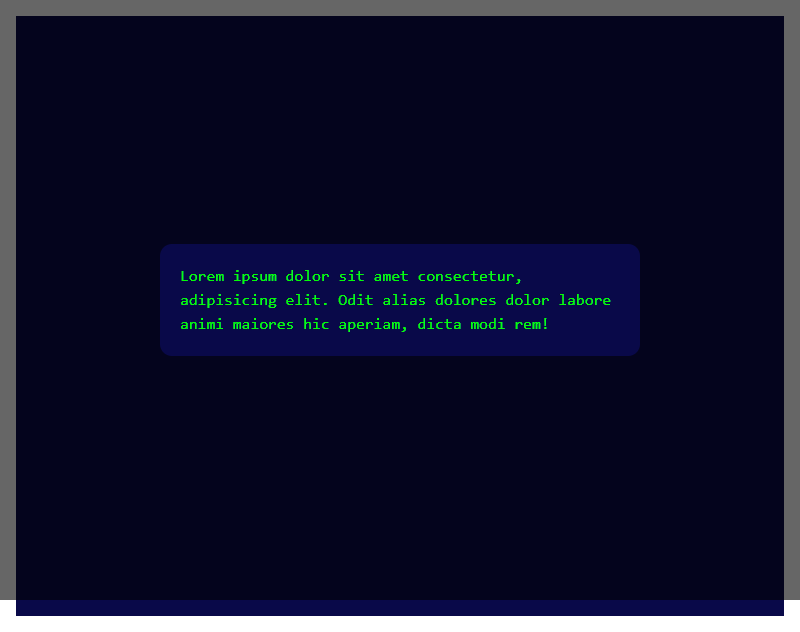 Lorem ipsum dolor sit amet consectetur,
adipisicing elit. Odit alias dolores dolor labore
animi maiores hic aperiam, dicta modi rem!